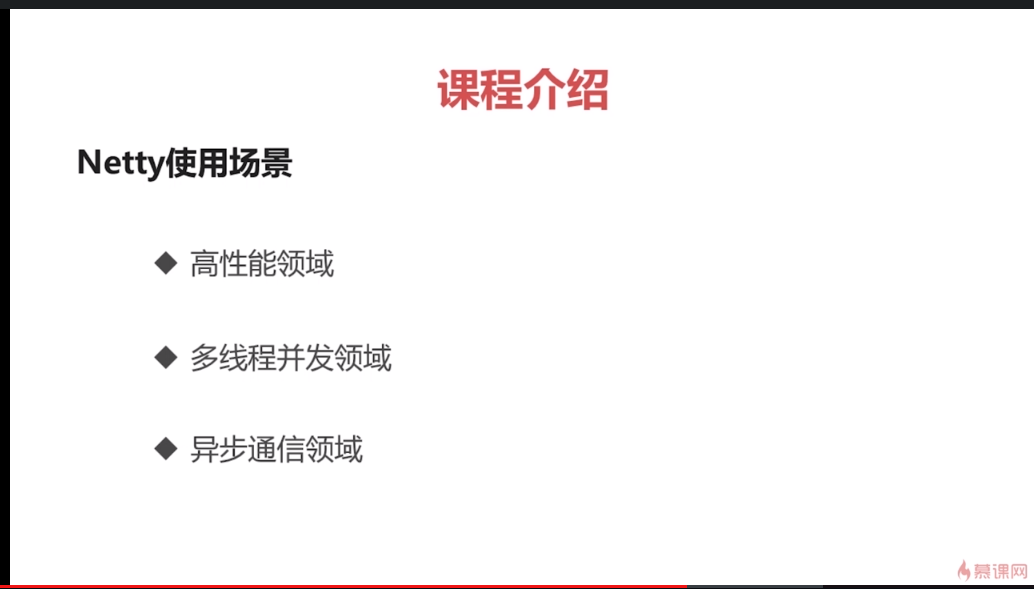 课程介绍
Netty使用场景
高性能领域
多线程并发领域
异步通信领域
慕课网